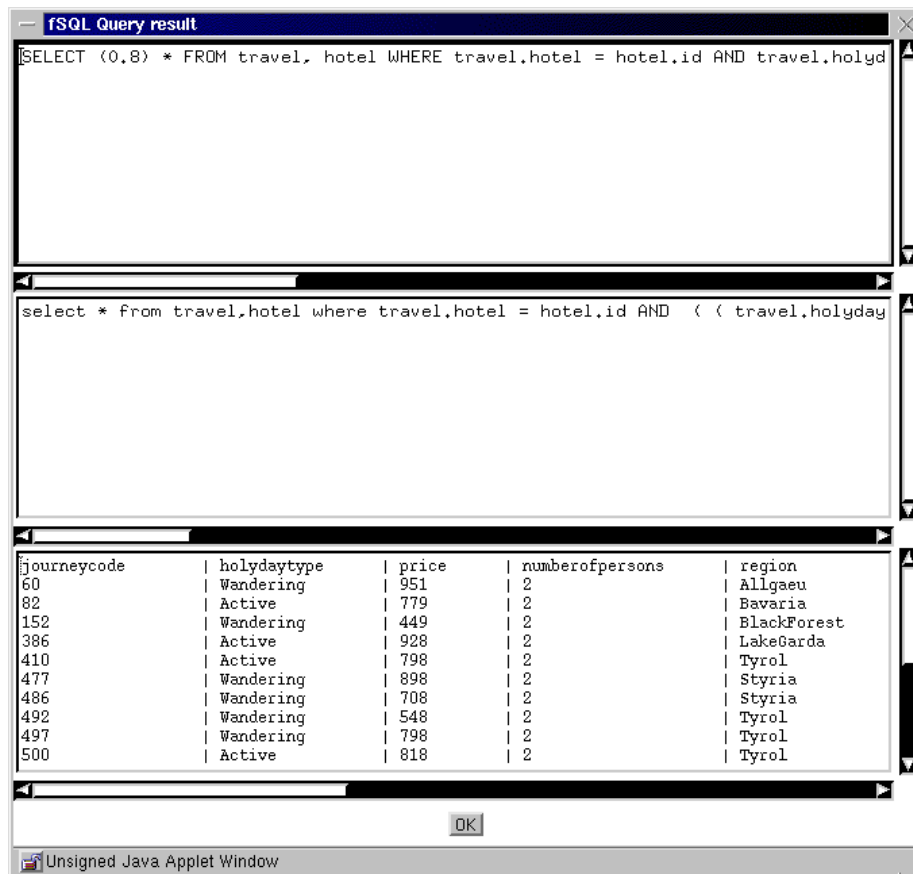 fSQL Query result
SELECT (0.8) * FROM travel, hotel WHERE travel.hotel = hotel.id AND travel.holyd
select * from travel,hotel where travel.hotel = hotel.id AND ( ( travel.holyday
journeycode | holydaytype | price | numberofpersons | region
60 | Wandering | 951 | 2 | Allgaeu
82 | Active | 779 | 2 | Bavaria
152 | Wandering | 449 | 2 | BlackForest
386 | Active | 928 | 2 | LakeGarda
410 | Active | 798 | 2 | Tyrol
477 | Wandering | 898 | 2 | Styria
486 | Wandering | 708 | 2 | Styria
492 | Wandering | 548 | 2 | Tyrol
497 | Wandering | 798 | 2 | Tyrol
500 | Active | 818 | 2 | Tyrol
OK
Unsigned Java Applet Window